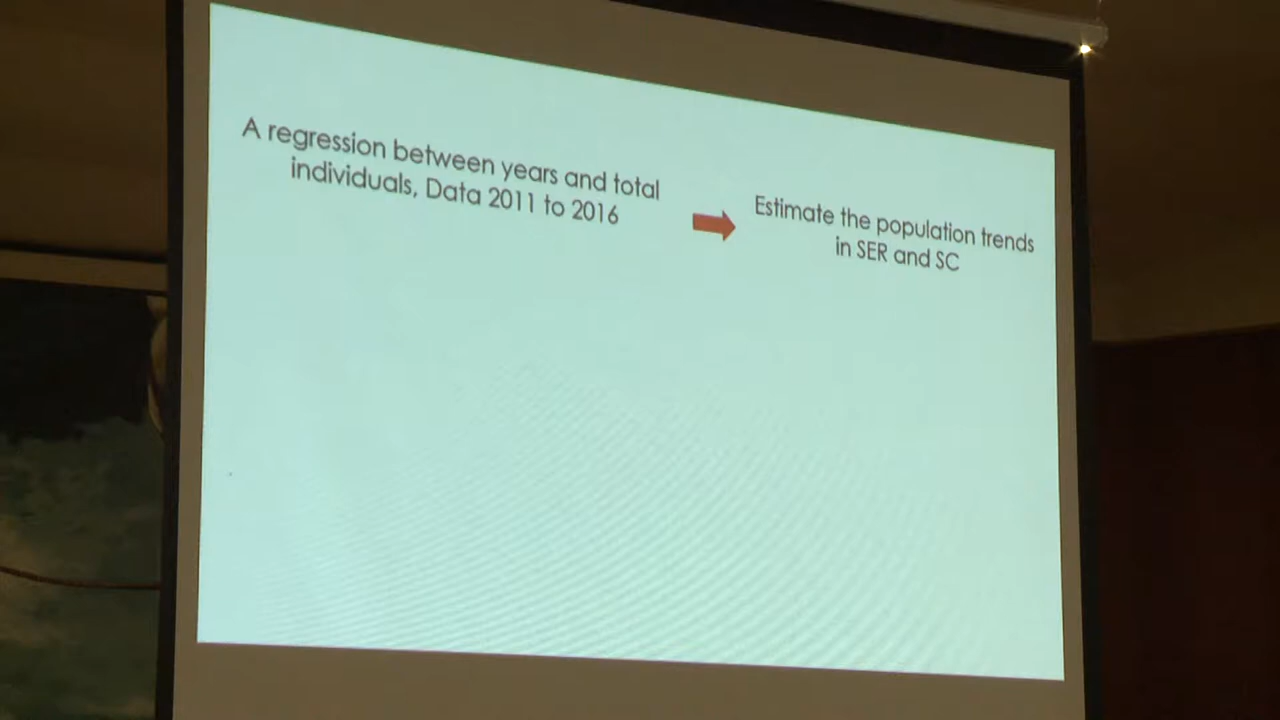 A regression between years and total
individuals, Data 2011 to 2016
Estimate the population trends
in SER and SC